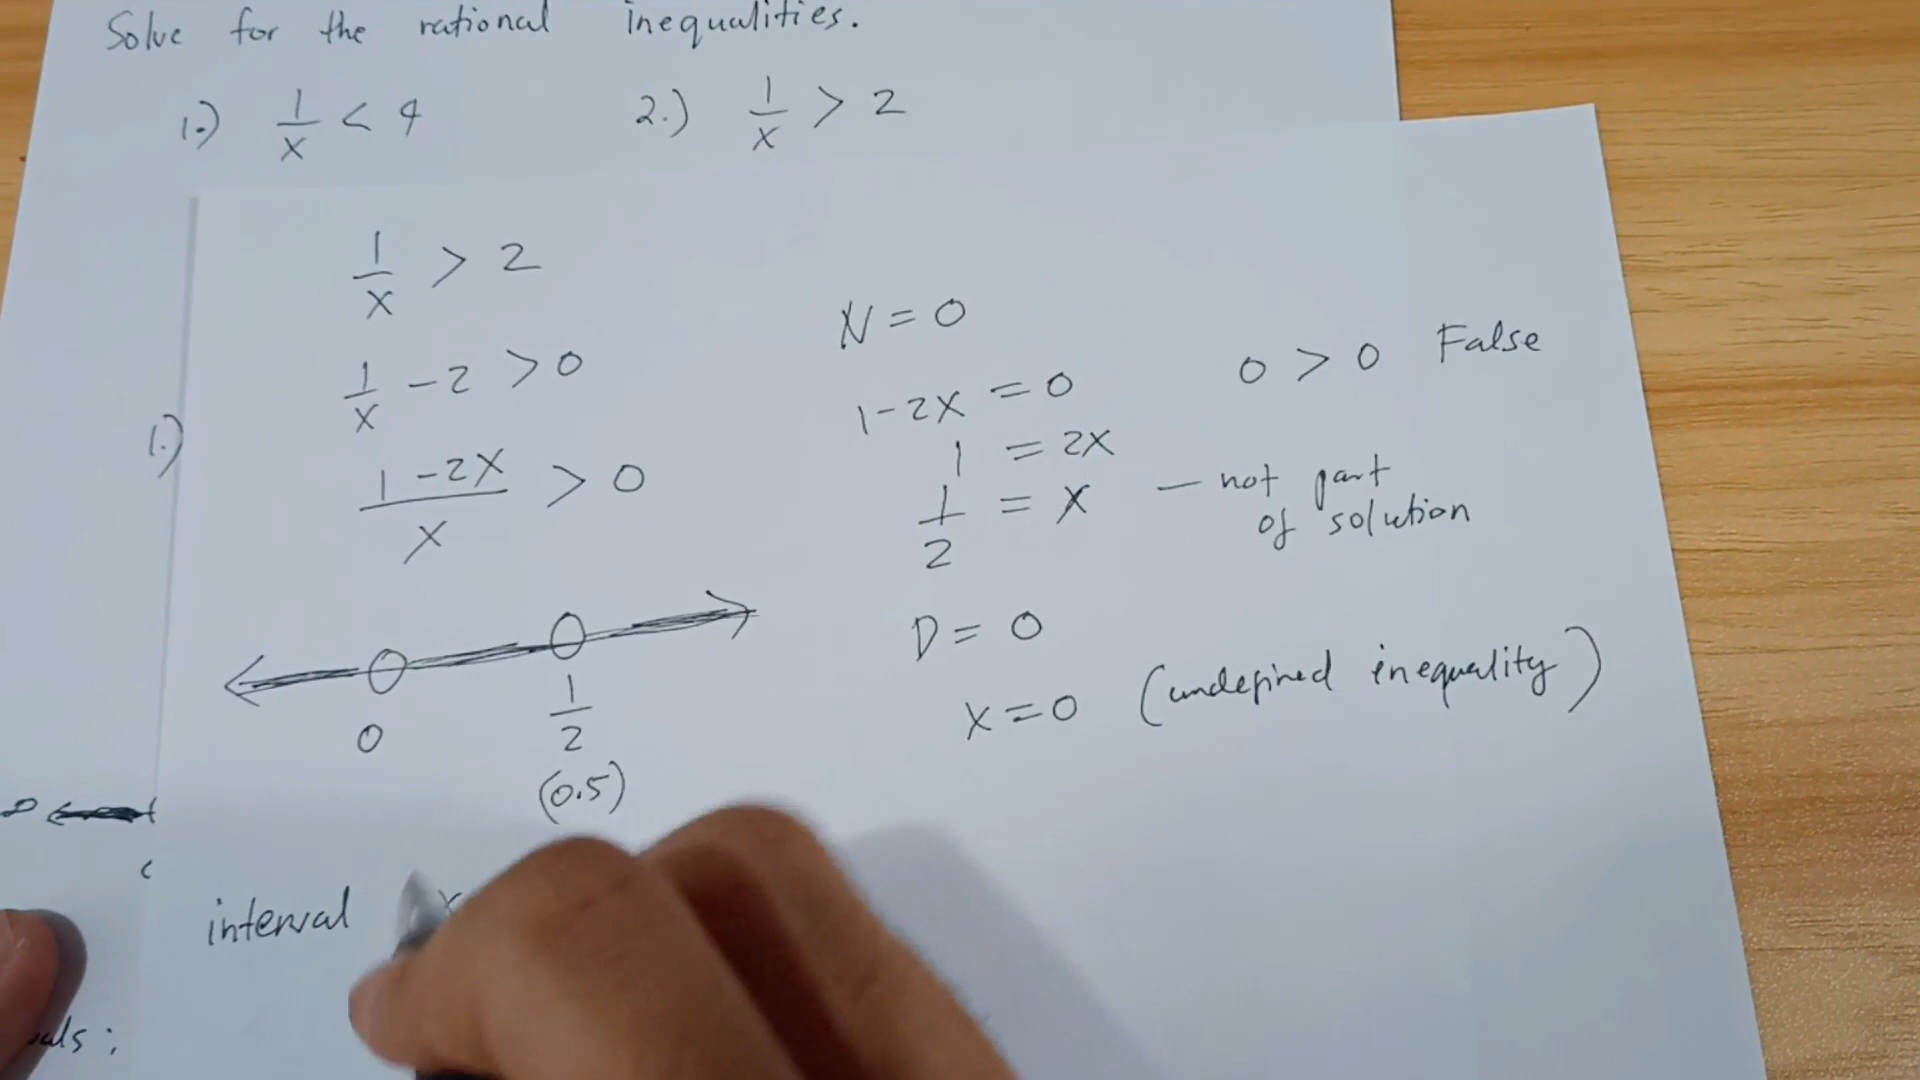 Solve for the rational inequalities.
1.) 1/x < 4 2.) 1/x > 2
1/x > 2
1/x - 2 > 0
1.)
(1-2x)/x > 0
N = 0
1-2x = 0
1 = 2x
1/2 = x — not part of solution
0 > 0 False
D = 0
x = 0 (undefined inequality)
0 1/2
(0.5)
interval x